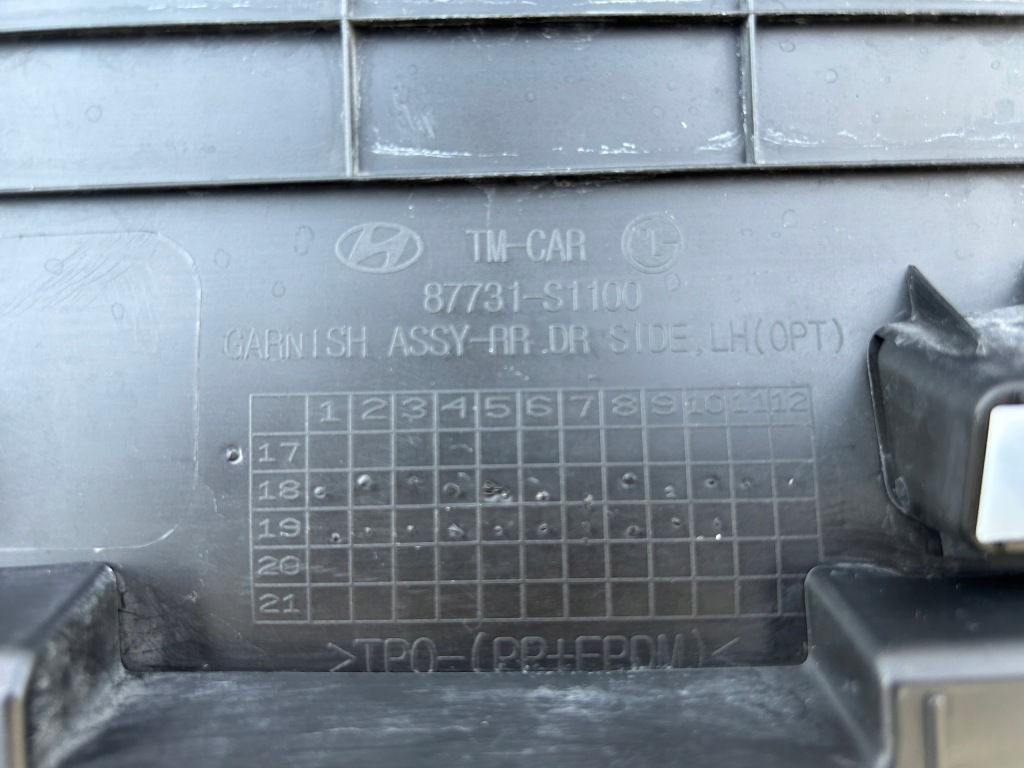 TM-CAR
87731-S1100
GARNISH ASSY-RR.DR SIDE,LH(OPT)
1 2 3 4 5 6 7 8 9 10 11 12
17
18
19
20
21
>TPO-(PP+EPDM)<